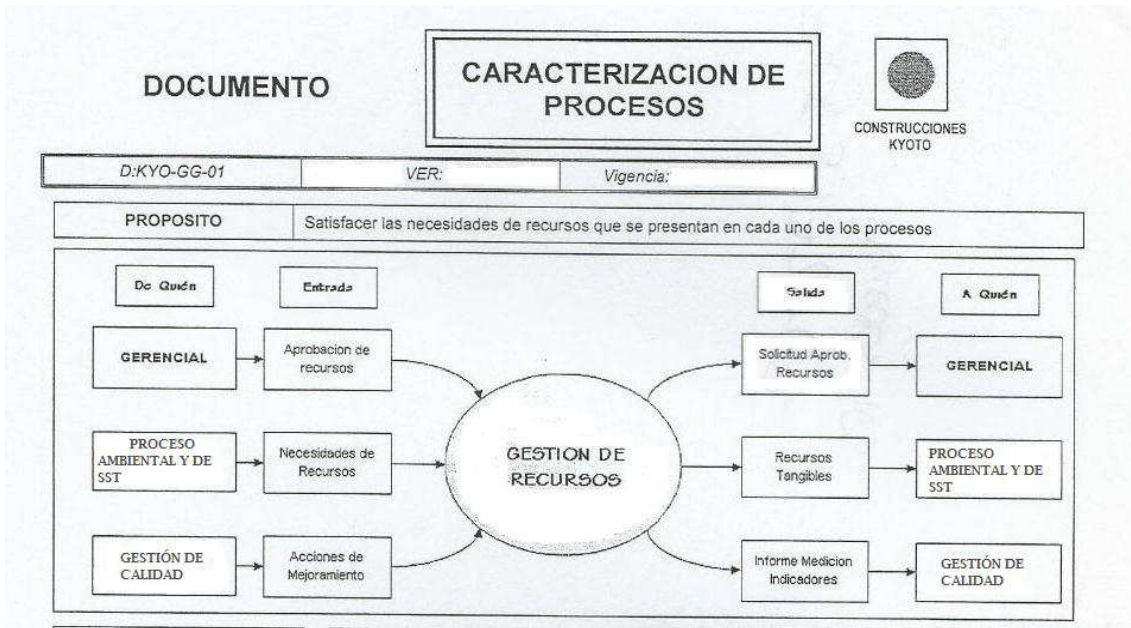 DOCUMENTO
CARACTERIZACION DE
PROCESOS
CONSTRUCCIONES
KYOTO
D:KYO-GG-01
VER:
Vigencia:
PROPOSITO
Satisfacer las necesidades de recursos que se presentan en cada uno de los procesos
De Quién
Entrada
Salida
A Quién
GERENCIAL
Aprobacion de
recursos
Solicitud Aprob.
Recursos
GERENCIAL
PROCESO
AMBIENTAL Y DE
SST
Necesidades de
Recursos
GESTION DE
RECURSOS
Recursos
Tangibles
PROCESO
AMBIENTAL Y DE
SST
GESTIÓN DE
CALIDAD
Acciones de
Mejoramiento
Informe Medicion
Indicadores
GESTIÓN DE
CALIDAD